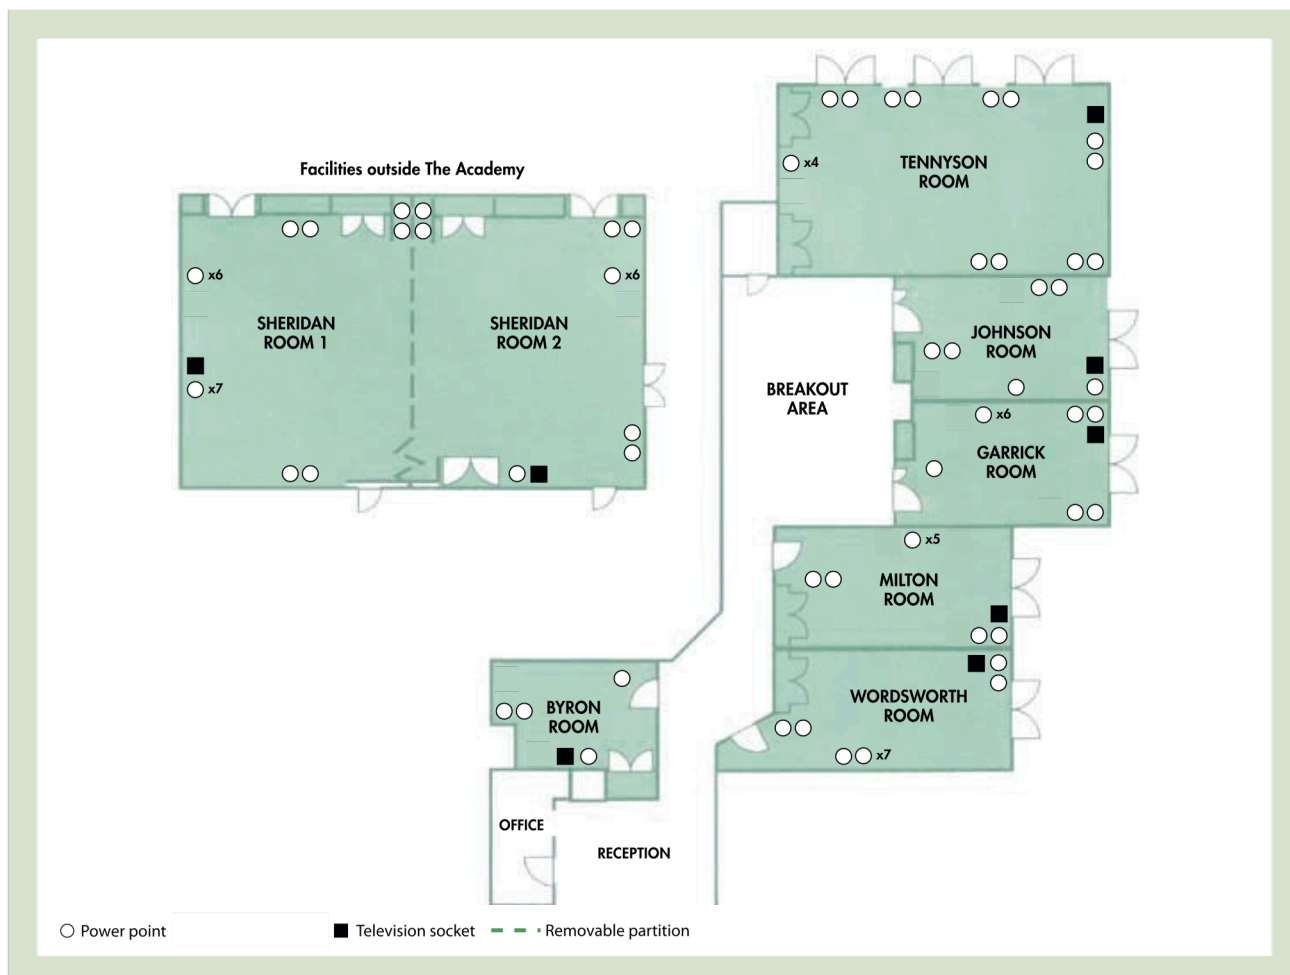 Facilities outside The Academy
TENNYSON
ROOM
x4
x6
x6
SHERIDAN
ROOM 1
SHERIDAN
ROOM 2
x7
JOHNSON
ROOM
BREAKOUT
AREA
x6
GARRICK
ROOM
x5
MILTON
ROOM
WORDSWORTH
ROOM
x7
BYRON
ROOM
OFFICE
RECEPTION
Power point
Television socket
Removable partition